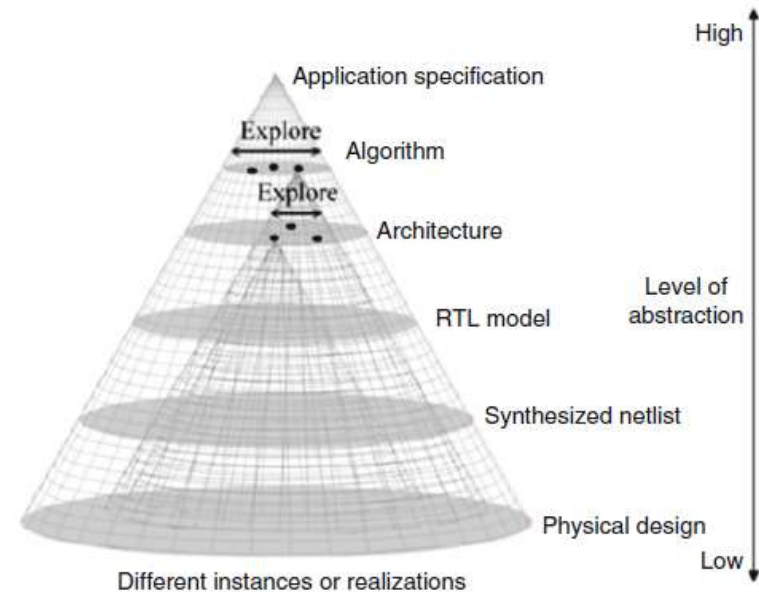 High
Application specification
Explore
Algorithm
Explore
Architecture
Level of
abstraction
RTL model
Synthesized netlist
Physical design
Low
Different instances or realizations